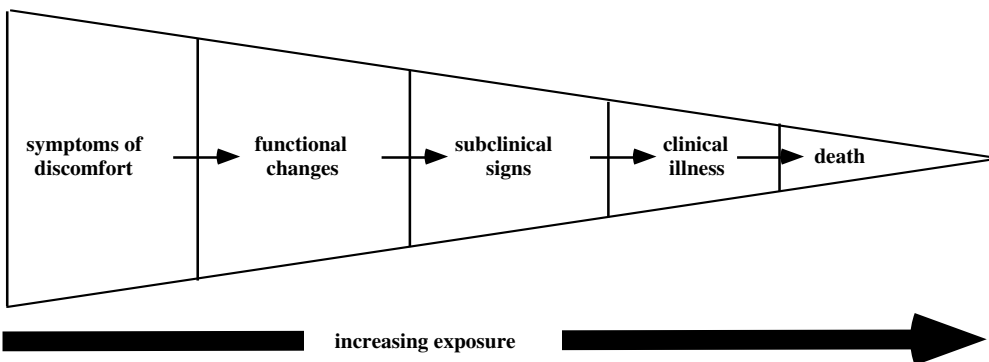 symptoms of
discomfort
functional
changes
subclinical
signs
clinical
illness
death
increasing exposure